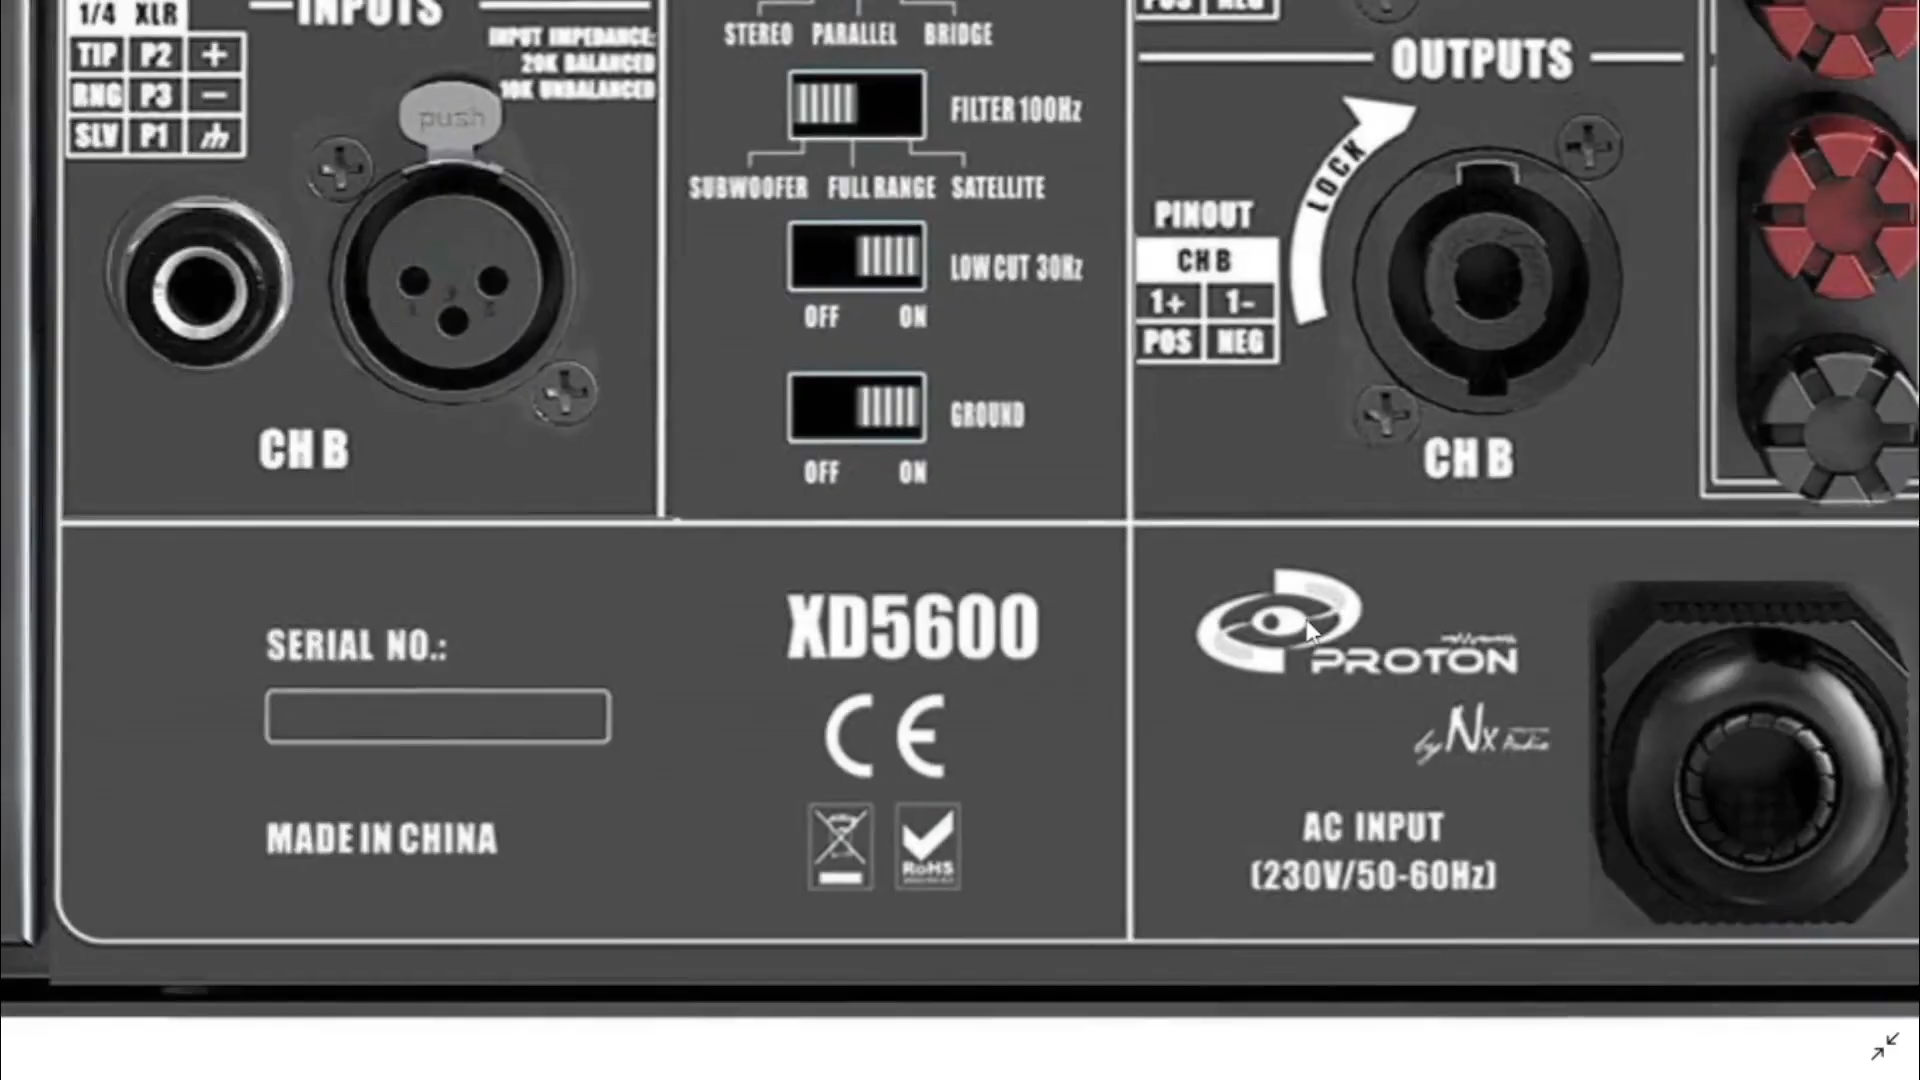 1/4 XLR
TIP P2 +
RNG P3 −
SLV P1
INPUTS
INPUT IMPEDANCE:
20K BALANCED
10K UNBALANCED
push
CH B
STEREO PARALLEL BRIDGE
FILTER 100Hz
SUBWOOFER FULL RANGE SATELLITE
LOW CUT 30Hz
OFF ON
GROUND
OFF ON
POS NEG
OUTPUTS
LOCK
PINOUT
CH B
1+ 1-
POS NEG
CH B
SERIAL NO.:
MADE IN CHINA
XD5600
CE
RoHS
PROTON
by Nx Audio
AC INPUT
(230V/50-60Hz)